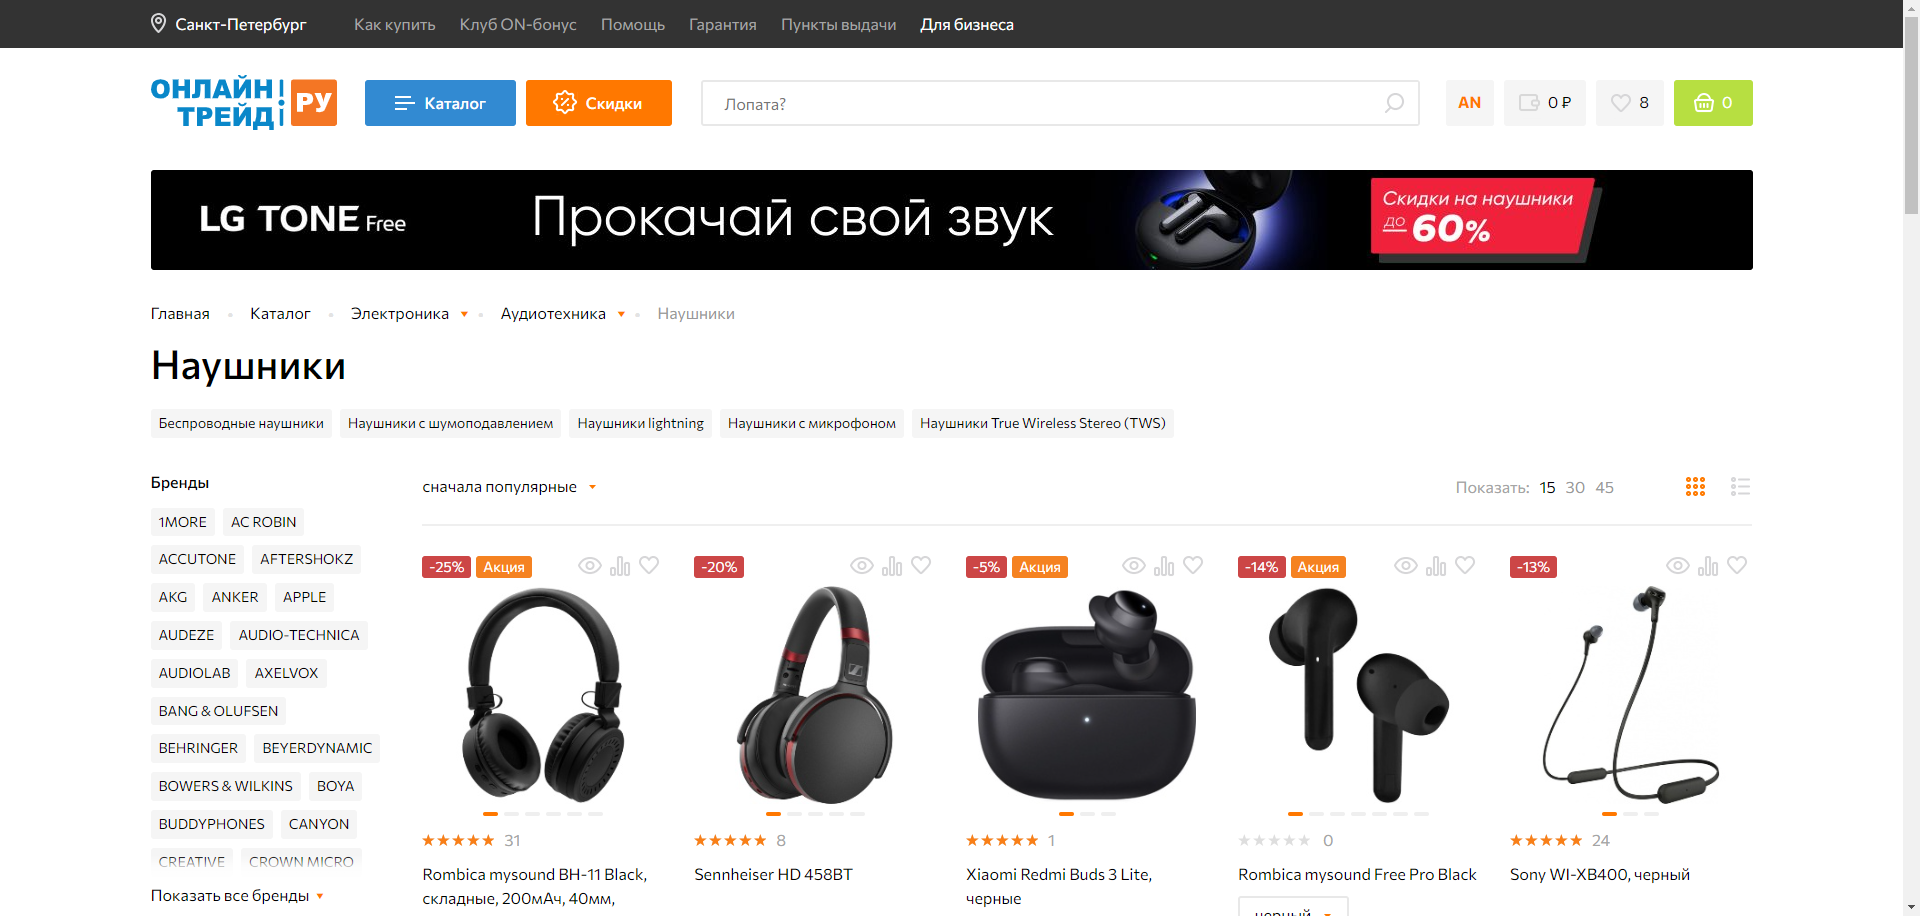 Санкт-Петербург
Как купить
Клуб ON-бонус
Помощь
Гарантия
Пункты выдачи
Для бизнеса
ОНЛАЙН
ТРЕЙД
РУ
Каталог
Скидки
Лопата?
AN
0 ₽
8
0
LG TONE Free
Прокачай свой звук
Скидки на наушники
до 60%
Главная
Каталог
Электроника
Аудиотехника
Наушники
Наушники
Беспроводные наушники
Наушники с шумоподавлением
Наушники lightning
Наушники с микрофоном
Наушники True Wireless Stereo (TWS)
Бренды
1MORE
AC ROBIN
ACCUTONE
AFTERSHOKZ
AKG
ANKER
APPLE
AUDEZE
AUDIO-TECHNICA
AUDIOLAB
AXELVOX
BANG & OLUFSEN
BEHRINGER
BEYERDYNAMIC
BOWERS & WILKINS
BOYA
BUDDYPHONES
CANYON
CREATIVE
CROWN MICRO
Показать все бренды
сначала популярные
Показать: 15 30 45
-25%
Акция
31
Rombica mysound BH-11 Black,
складные, 200мАч, 40мм,
-20%
8
Sennheiser HD 458BT
-5%
Акция
1
Xiaomi Redmi Buds 3 Lite,
черные
-14%
Акция
0
Rombica mysound Free Pro Black
черный
-13%
24
Sony WI-XB400, черный